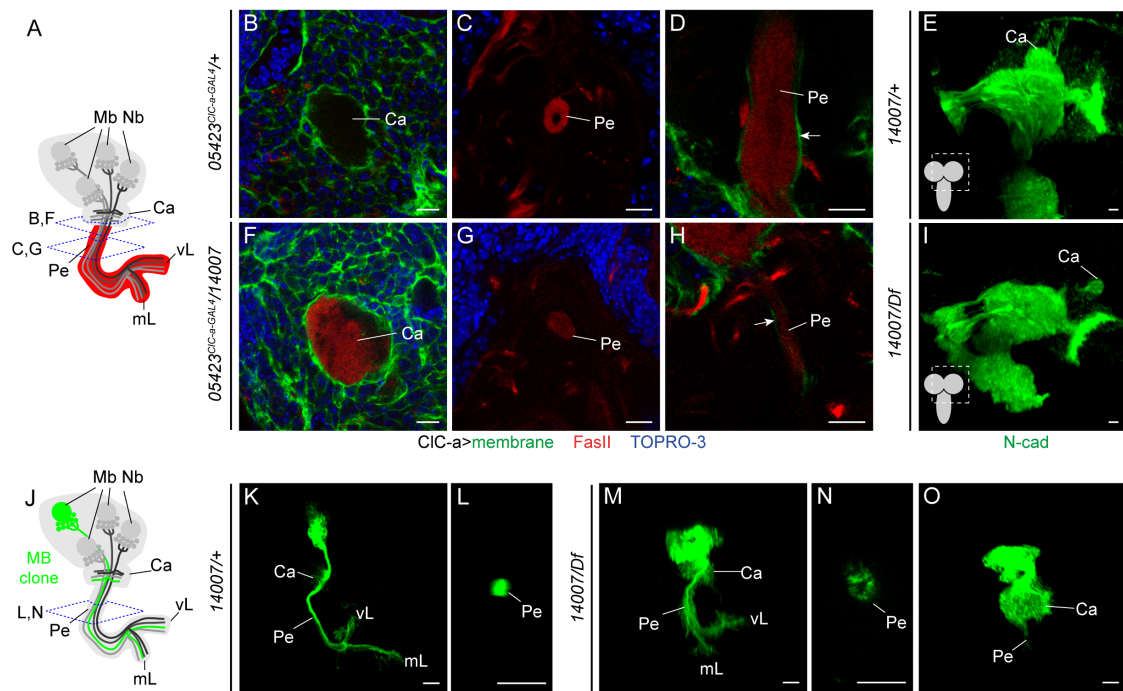 A
Mb Nb
Ca
B,F
C,G
Pe
vL
mL
05423ClC-a-GAL4/+
B
Ca
C
Pe
D
Pe
14007/+
E
Ca
05423ClC-a-GAL4/14007
F
Ca
G
Pe
H
Pe
14007/Df
I
Ca
ClC-a>membrane FasII TOPRO-3
N-cad
J
Mb Nb
MB
clone
Ca
L,N
Pe
vL
mL
14007/+
K
Ca
Pe
vL
mL
L
Pe
14007/Df
M
Ca
Pe
vL
mL
N
Pe
O
Ca
Pe